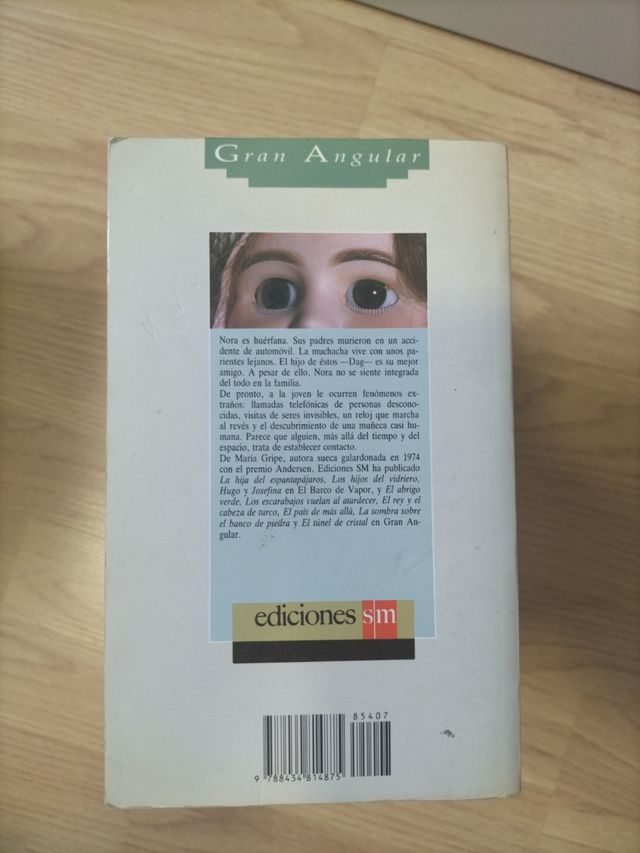 Gran Angular
Nora es huérfana. Sus padres murieron en un acci-
dente de automóvil. La muchacha vive con unos pa-
rientes lejanos. El hijo de éstos —Dag— es su mejor
amigo. A pesar de ello, Nora no se siente integrada
del todo en la familia.
De pronto, a la joven le ocurren fenómenos ex-
traños: llamadas telefónicas de personas descono-
cidas, visitas de seres invisibles, un reloj que marcha
al revés y el descubrimiento de una muñeca casi hu-
mana. Parece que alguien, más allá del tiempo y del
espacio, trata de establecer contacto.
De María Gripe, autora sueca galardonada en 1974
con el premio Andersen, Ediciones SM ha publicado
La hija del espantapájaros, Los hijos del vidriero,
Hugo y Josefina en El Barco de Vapor, y El abrigo
verde, Los escarabajos vuelan al atardecer, El rey y el
cabeza de turco, El país de más allá, La sombra sobre
el banco de piedra y El túnel de cristal en Gran An-
gular.
ediciones sm
85407
9 788434 814875